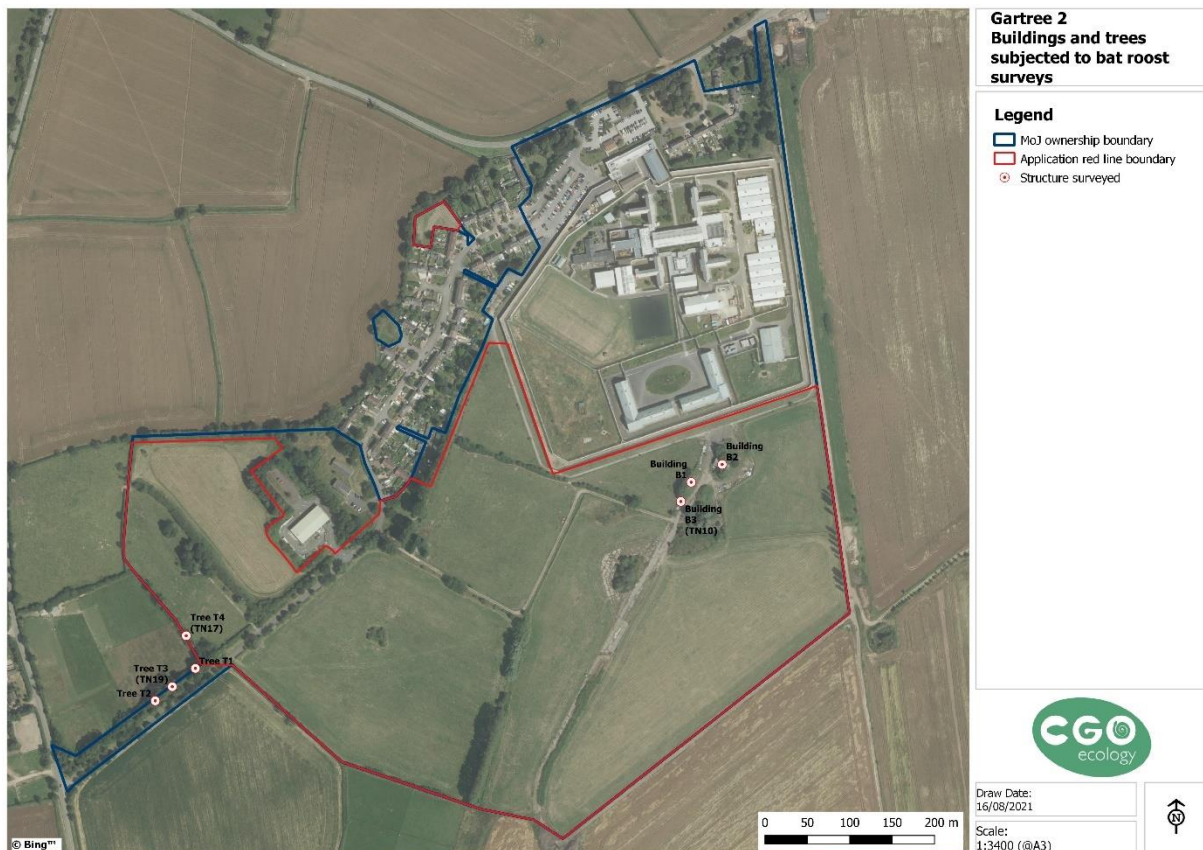 Gartree 2
Buildings and trees
subjected to bat roost
surveys
Legend
MoJ ownership boundary
Application red line boundary
Structure surveyed
Building
B2
Building
B1
Building
B3
(TN10)
Tree T4
(TN17)
Tree T1
Tree T3
(TN19)
Tree T2
0 50 100 150 200 m
© Bing™
CGO
ecology
Draw Date:
16/08/2021
Scale:
1:3400 (@A3)
N